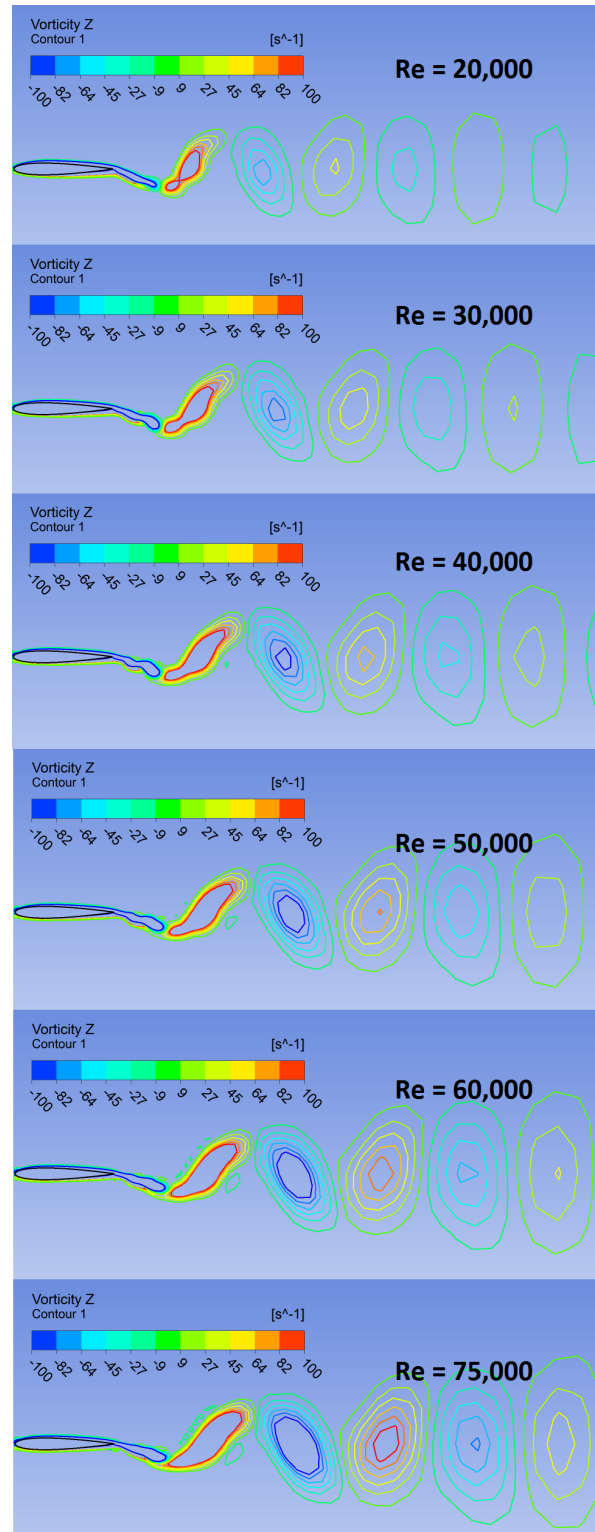 Vorticity Z
Contour 1 [s^-1]
Re = 20,000
-100 -82 -64 -45 -27 -9 9 27 45 64 82 100
Vorticity Z
Contour 1 [s^-1]
Re = 30,000
-100 -82 -64 -45 -27 -9 9 27 45 64 82 100
Vorticity Z
Contour 1 [s^-1]
Re = 40,000
-100 -82 -64 -45 -27 -9 9 27 45 64 82 100
Vorticity Z
Contour 1 [s^-1]
Re = 50,000
-100 -82 -64 -45 -27 -9 9 27 45 64 82 100
Vorticity Z
Contour 1 [s^-1]
Re = 60,000
-100 -82 -64 -45 -27 -9 9 27 45 64 82 100
Vorticity Z
Contour 1 [s^-1]
Re = 75,000
-100 -82 -64 -45 -27 -9 9 27 45 64 82 100